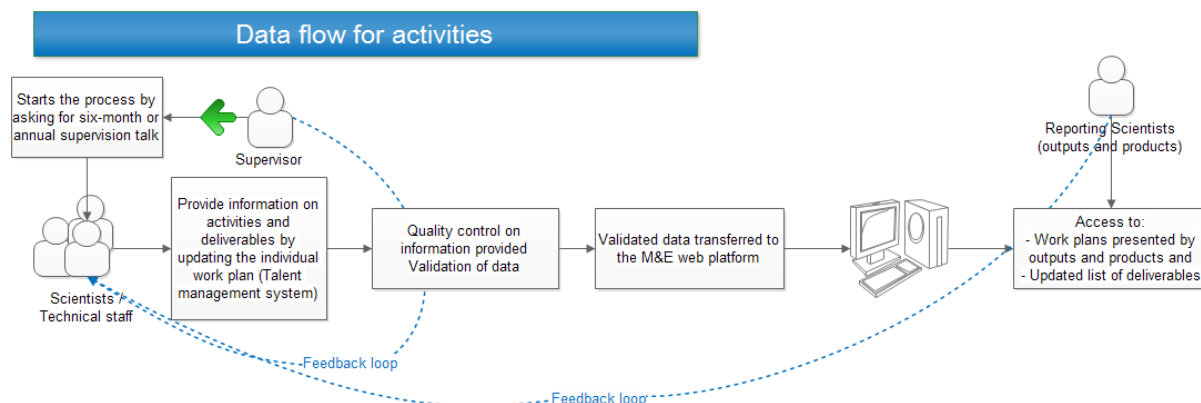 Data flow for activities
Starts the process by
asking for six-month or
annual supervision talk
Supervisor
Reporting Scientists
(outputs and products)
Scientists /
Technical staff
Provide information on
activities and
deliverables by
updating the individual
work plan (Talent
management system)
Quality control on
information provided
Validation of data
Validated data transferred to
the M&E web platform
Access to:
- Work plans presented by
outputs and products and
- Updated list of deliverables
Feedback loop
Feedback loop